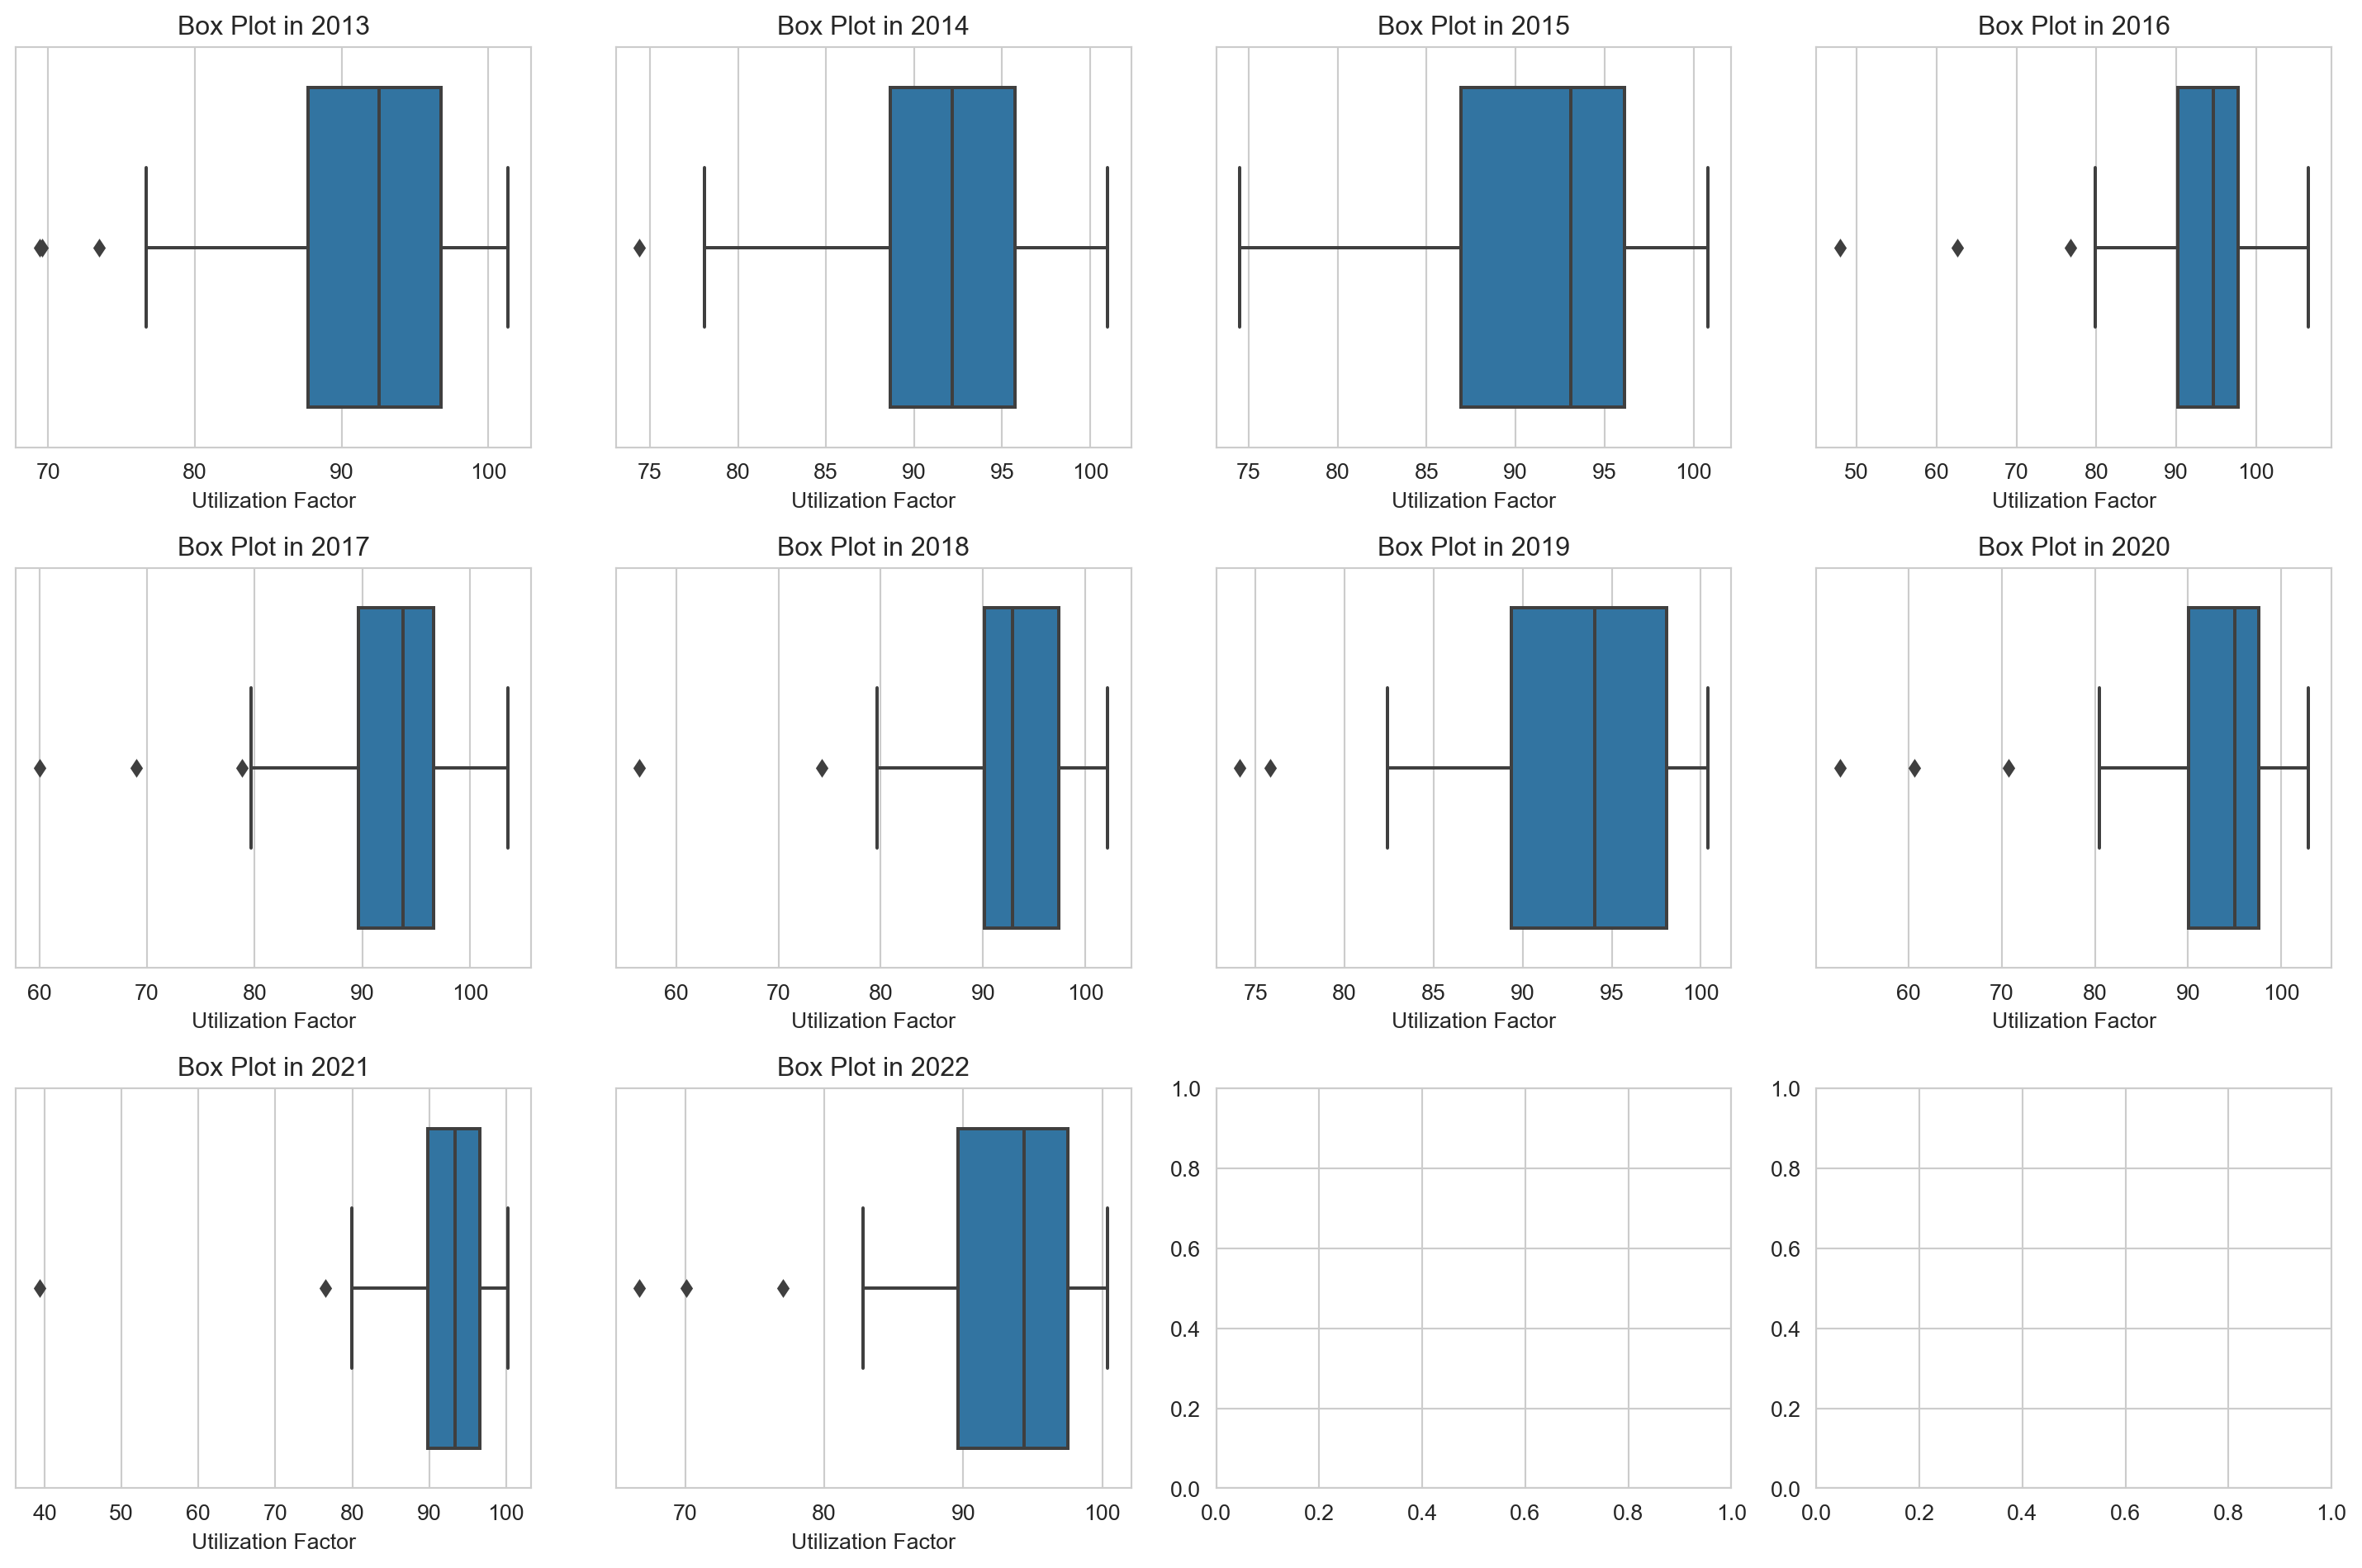 Box Plot in 2013
70 80 90 100
Utilization Factor
Box Plot in 2014
75 80 85 90 95 100
Utilization Factor
Box Plot in 2015
75 80 85 90 95 100
Utilization Factor
Box Plot in 2016
50 60 70 80 90 100
Utilization Factor
Box Plot in 2017
60 70 80 90 100
Utilization Factor
Box Plot in 2018
60 70 80 90 100
Utilization Factor
Box Plot in 2019
75 80 85 90 95 100
Utilization Factor
Box Plot in 2020
60 70 80 90 100
Utilization Factor
Box Plot in 2021
40 50 60 70 80 90 100
Utilization Factor
Box Plot in 2022
70 80 90 100
Utilization Factor
1.0
0.8
0.6
0.4
0.2
0.0
0.0 0.2 0.4 0.6 0.8 1.0
1.0
0.8
0.6
0.4
0.2
0.0
0.0 0.2 0.4 0.6 0.8 1.0